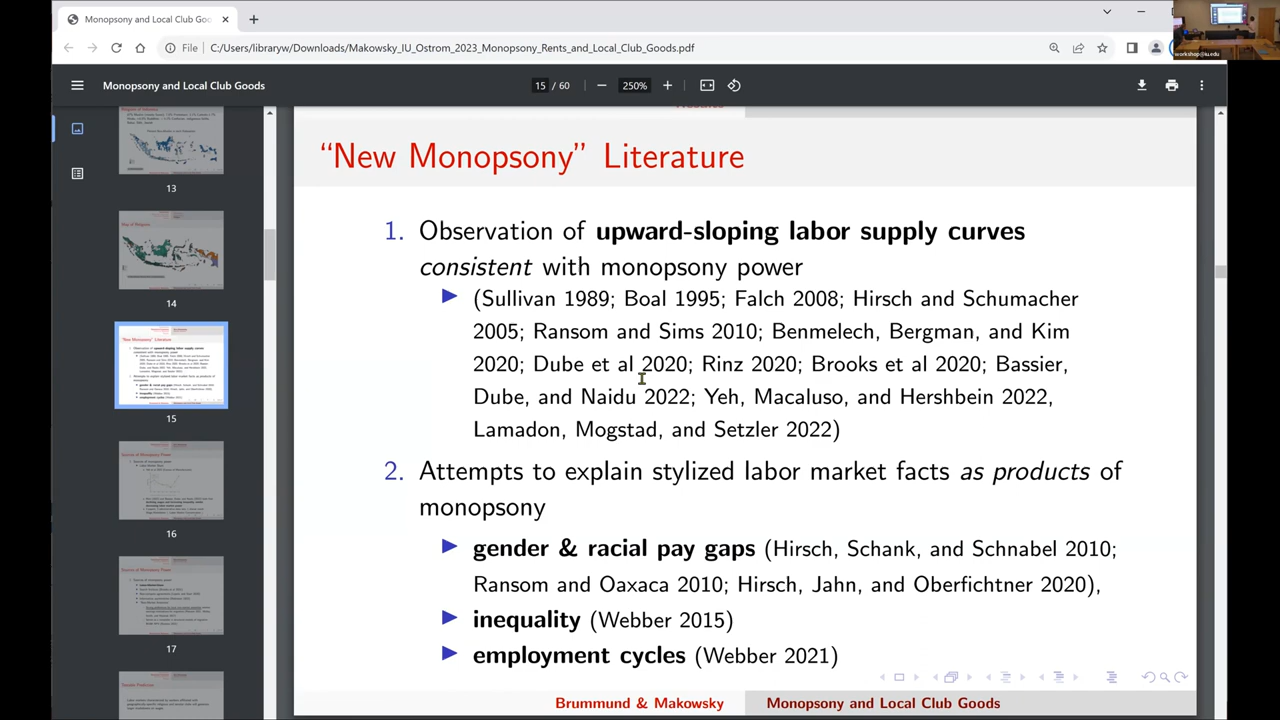 Monopsony and Local Club Goo
File
C:/Users/libraryw/Downloads/Makowsky_IU_Ostrom_2023_Monopsony_
_and_Local_Club_Goods.pdf
workshop@iu.edu
Monopsony and Local Club Goods
15 / 60
250%
13
14
15
16
17
"New Monopsony" Literature
1. Observation of upward-sloping labor supply curves
consistent with monopsony power
(Sullivan 1989; Boal 1995; Falch 2008; Hirsch and Schumacher
2005; Ransom and Sims 2010; Benmelech, Bergman, and Kim
2020; Dube et al 2020; Rinz 2020; Brooks et al 2020; Bassier,
Dube, and Naidu 2022; Yeh, Macaluso, and Hershbein 2022,
Lamadon, Mogstad, and Setzler 2022)
2. Attempts to explain stylized labor market facts as products of
monopsony
gender & racial pay gaps (Hirsch, Schank, and Schnabel 2010;
Ransom and Oaxaca 2010; Hirsch, Jahn, and Oberfichtner 2020),
inequality (Webber 2015)
employment cycles (Webber 2021)
& Makowsky
Monopsony and Local Club Goods